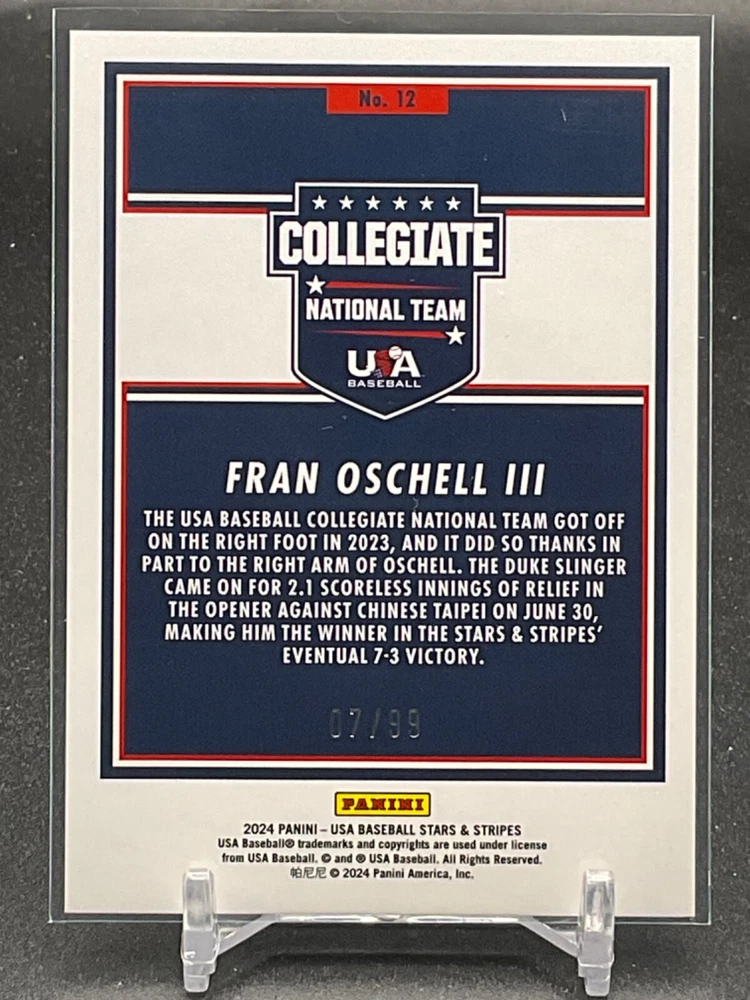 No. 12
COLLEGIATE
NATIONAL TEAM
USA
BASEBALL
FRAN OSCHELL III
THE USA BASEBALL COLLEGIATE NATIONAL TEAM GOT OFF
ON THE RIGHT FOOT IN 2023, AND IT DID SO THANKS IN
PART TO THE RIGHT ARM OF OSCHELL. THE DUKE SLINGER
CAME ON FOR 2.1 SCORELESS INNINGS OF RELIEF IN
THE OPENER AGAINST CHINESE TAIPEI ON JUNE 30,
MAKING HIM THE WINNER IN THE STARS & STRIPES’
EVENTUAL 7-3 VICTORY.
07/99
PANINI
2024 PANINI – USA BASEBALL STARS & STRIPES
USA Baseball® trademarks and copyrights are used under license
from USA Baseball. © and ® USA Baseball. All Rights Reserved.
帕尼尼 © 2024 Panini America, Inc.